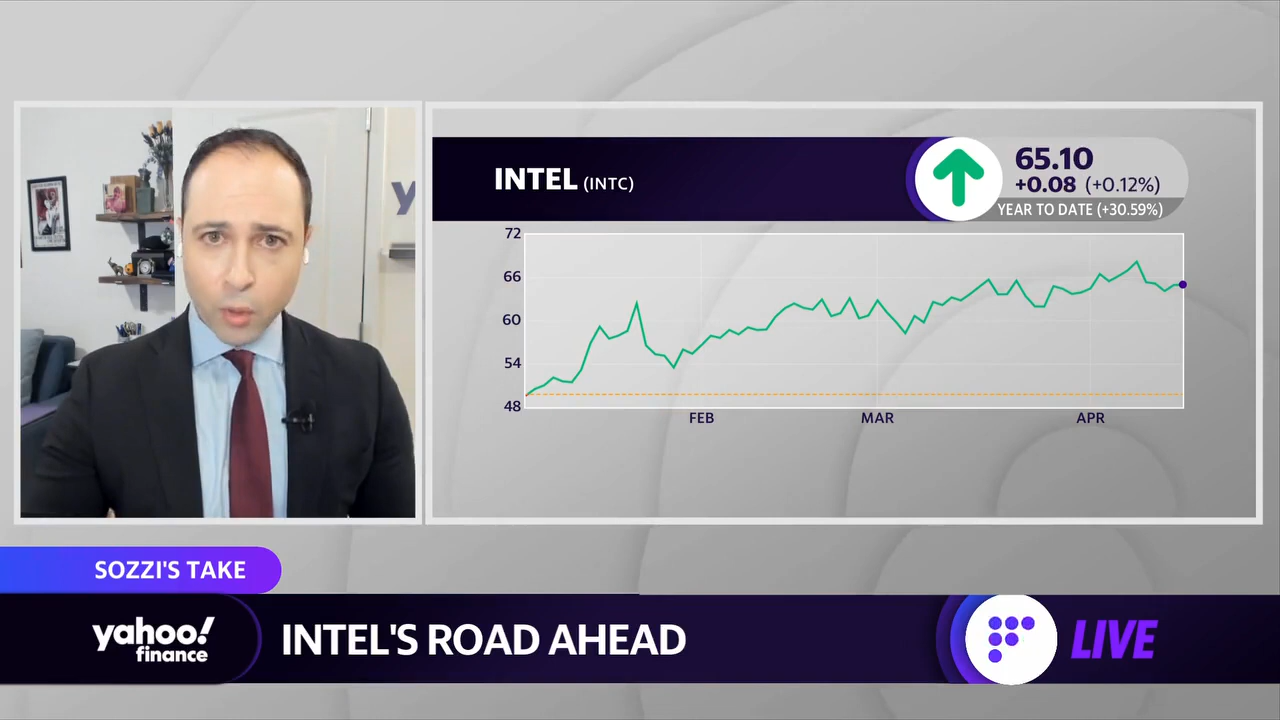 INTEL (INTC)
65.10
+0.08 (+0.12%)
YEAR TO DATE (+30.59%)
72
66
60
54
48
FEB MAR APR
y
SOZZI'S TAKE
yahoo!
finance
INTEL'S ROAD AHEAD
LIVE